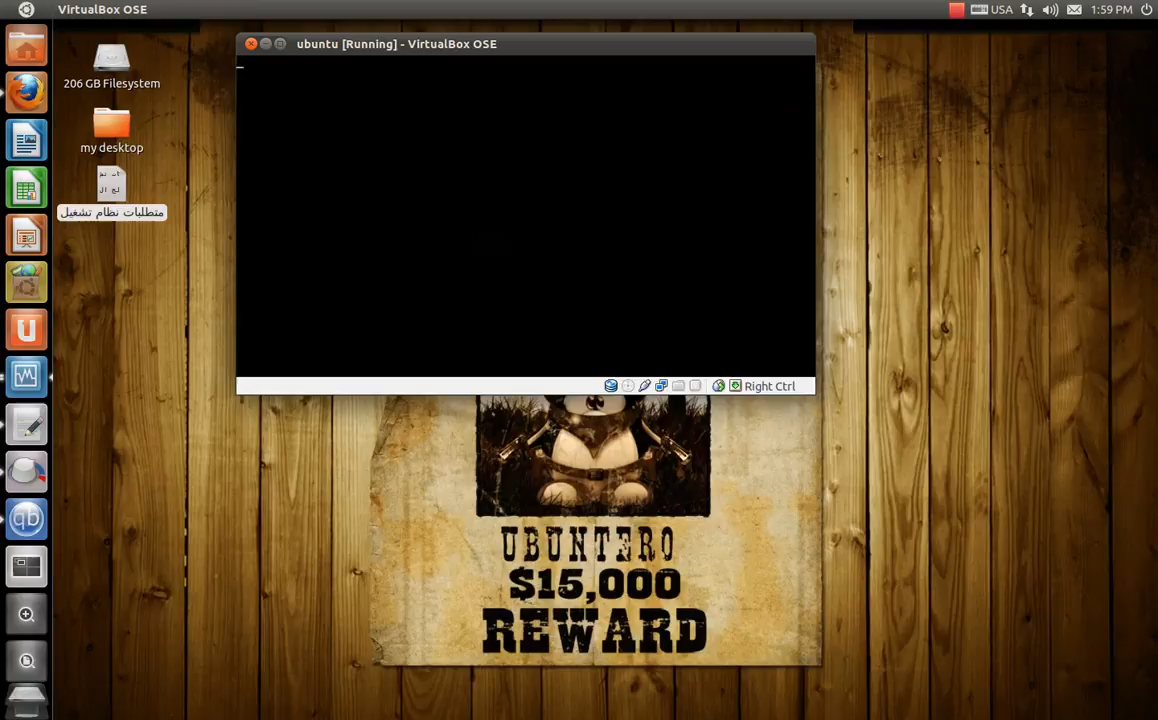 VirtualBox OSE
USA
1:59 PM
206 GB Filesystem
my desktop
متطلبات نظام تشغيل
ubuntu [Running] - VirtualBox OSE
Right Ctrl
UBUNTERO
$15,000
REWARD
U
qb